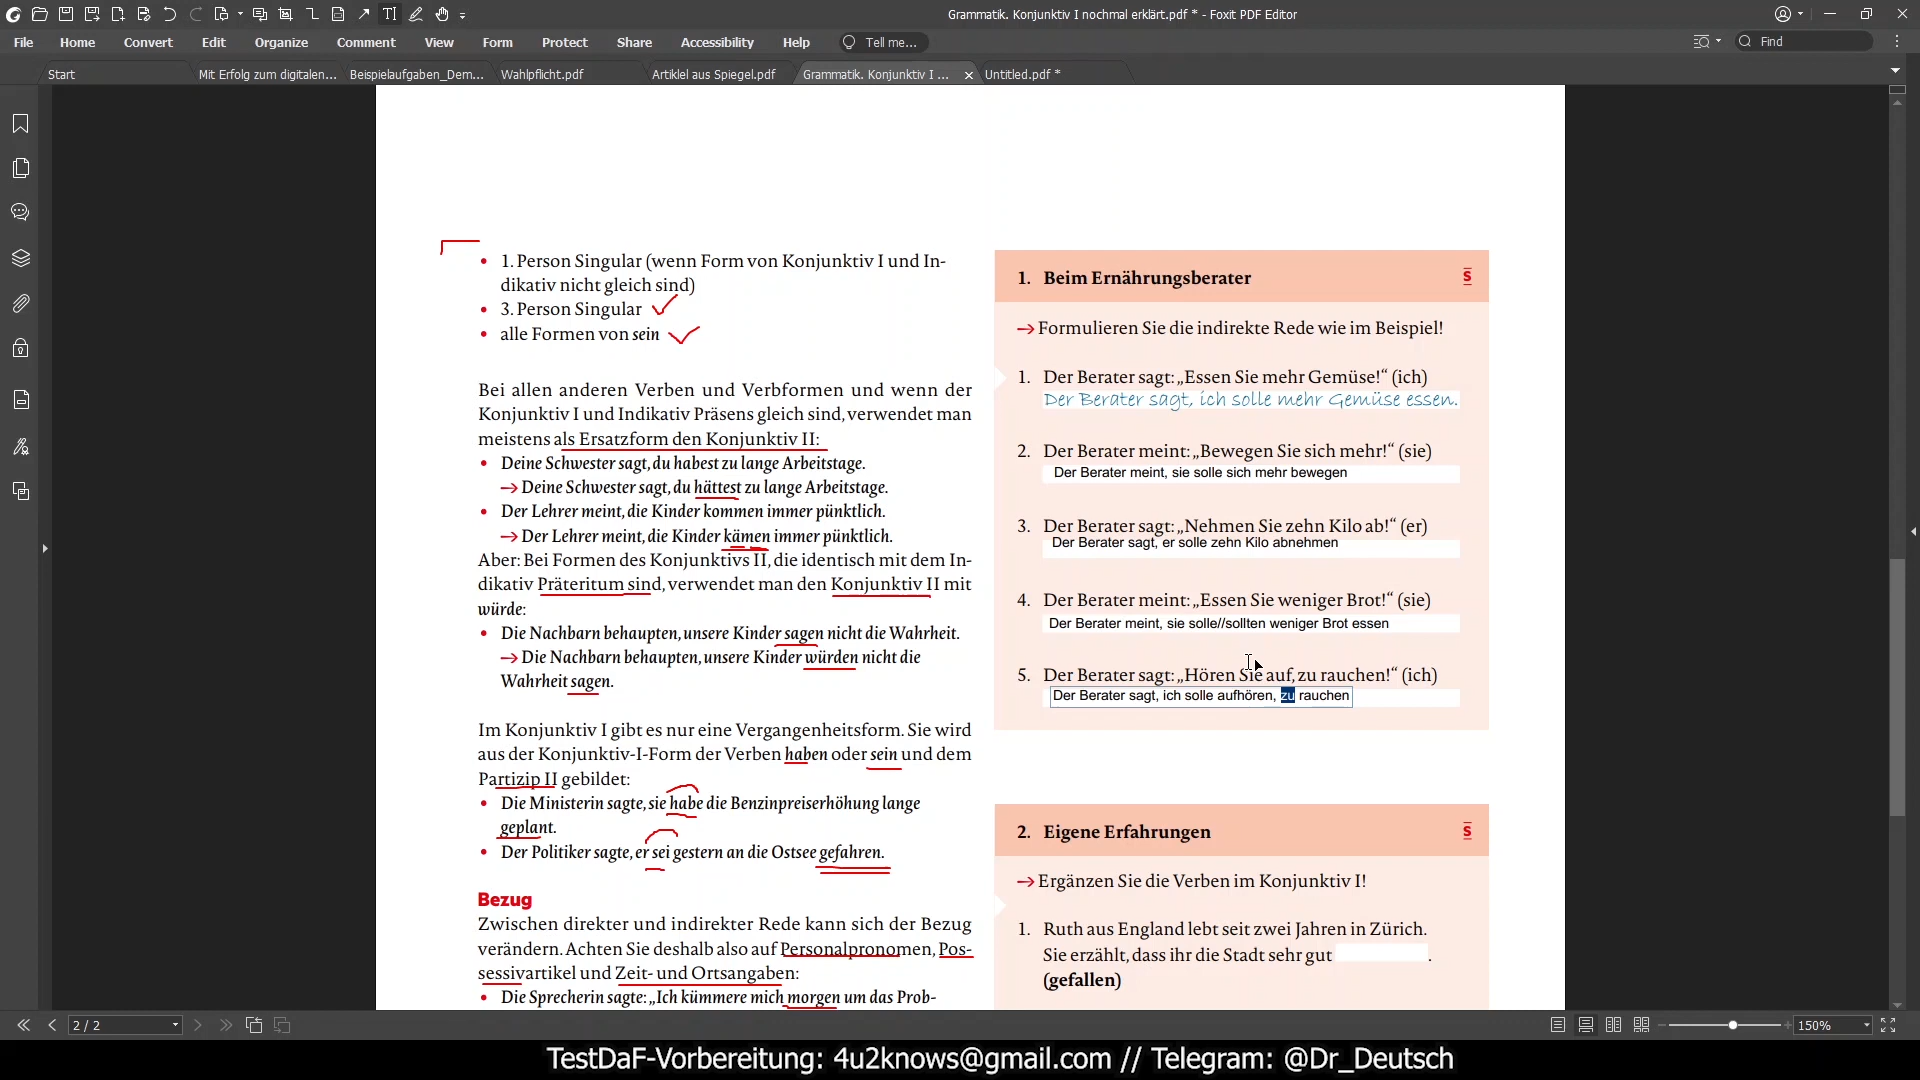 Grammatik. Konjunktiv I nochmal erklärt.pdf * - Foxit PDF Editor
File Home Convert Edit Organize Comment View Form Protect Share Accessibility Help Tell me... Find
Start Mit Erfolg zum digitalen... Beispielaufgaben_Dem... Wahlpflicht.pdf Artiklel aus Spiegel.pdf Grammatik. Konjunktiv I ... Untitled.pdf *
• 1. Person Singular (wenn Form von Konjunktiv I und In-
dikativ nicht gleich sind)
• 3. Person Singular
• alle Formen von sein
Bei allen anderen Verben und Verbformen und wenn der
Konjunktiv I und Indikativ Präsens gleich sind, verwendet man
meistens als Ersatzform den Konjunktiv II:
• Deine Schwester sagt, du habest zu lange Arbeitstage.
→ Deine Schwester sagt, du hättest zu lange Arbeitstage.
• Der Lehrer meint, die Kinder kommen immer pünktlich.
→ Der Lehrer meint, die Kinder kämen immer pünktlich.
Aber: Bei Formen des Konjunktivs II, die identisch mit dem In-
dikativ Präteritum sind, verwendet man den Konjunktiv II mit
würde:
• Die Nachbarn behaupten, unsere Kinder sagen nicht die Wahrheit.
→ Die Nachbarn behaupten, unsere Kinder würden nicht die
Wahrheit sagen.
Im Konjunktiv I gibt es nur eine Vergangenheitsform. Sie wird
aus der Konjunktiv-I-Form der Verben haben oder sein und dem
Partizip II gebildet:
• Die Ministerin sagte, sie habe die Benzinpreiserhöhung lange
geplant.
• Der Politiker sagte, er sei gestern an die Ostsee gefahren.
Bezug
Zwischen direkter und indirekter Rede kann sich der Bezug
verändern. Achten Sie deshalb also auf Personalpronomen, Pos-
sessivartikel und Zeit- und Ortsangaben:
• Die Sprecherin sagte: „Ich kümmere mich morgen um das Prob-
1. Beim Ernährungsberater S
→ Formulieren Sie die indirekte Rede wie im Beispiel!
1. Der Berater sagt: „Essen Sie mehr Gemüse!“ (ich)
Der Berater sagt, ich solle mehr Gemüse essen.
2. Der Berater meint: „Bewegen Sie sich mehr!“ (sie)
Der Berater meint, sie solle sich mehr bewegen
3. Der Berater sagt: „Nehmen Sie zehn Kilo ab!“ (er)
Der Berater sagt, er solle zehn Kilo abnehmen
4. Der Berater meint: „Essen Sie weniger Brot!“ (sie)
Der Berater meint, sie solle//sollten weniger Brot essen
5. Der Berater sagt: „Hören Sie auf, zu rauchen!“ (ich)
Der Berater sagt, ich solle aufhören, zu rauchen
2. Eigene Erfahrungen S
→ Ergänzen Sie die Verben im Konjunktiv I!
1. Ruth aus England lebt seit zwei Jahren in Zürich.
Sie erzählt, dass ihr die Stadt sehr gut .
(gefallen)
2 / 2 150%
TestDaF-Vorbereitung: 4u2knows@gmail.com // Telegram: @Dr_Deutsch